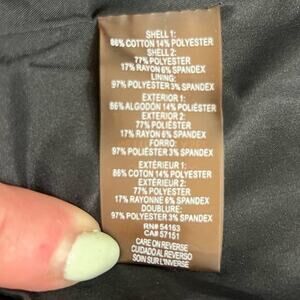 SHELL 1:
86% COTTON 14% POLYESTER
SHELL 2:
77% POLYESTER
17% RAYON 6% SPANDEX
LINING:
97% POLYESTER 3% SPANDEX
EXTERIOR 1:
86% ALGODON 14% POLIÉSTER
EXTERIOR 2:
77% POLIÉSTER
17% RAYON 6% SPANDEX
FORRO:
97% POLIÉSTER 3% SPANDEX
EXTÉRIEUR 1:
86% COTON 14% POLYESTER
EXTÉRIEUR 2:
77% POLYESTER
17% RAYONNE 6% SPANDEX
DOUBLURE:
97% POLYESTER 3% SPANDEX
RN# 54163
CA# 57151
CARE ON REVERSE
CUIDADO AL REVERSO
SOIN SUR L'INVERSE